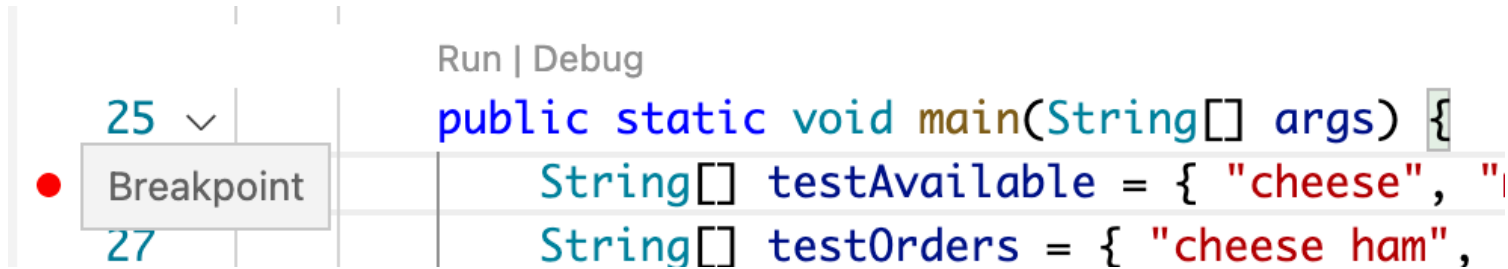 Run | Debug
25 public static void main(String[] args) {
Breakpoint String[] testAvailable = { "cheese", "
27 String[] testOrders = { "cheese ham",